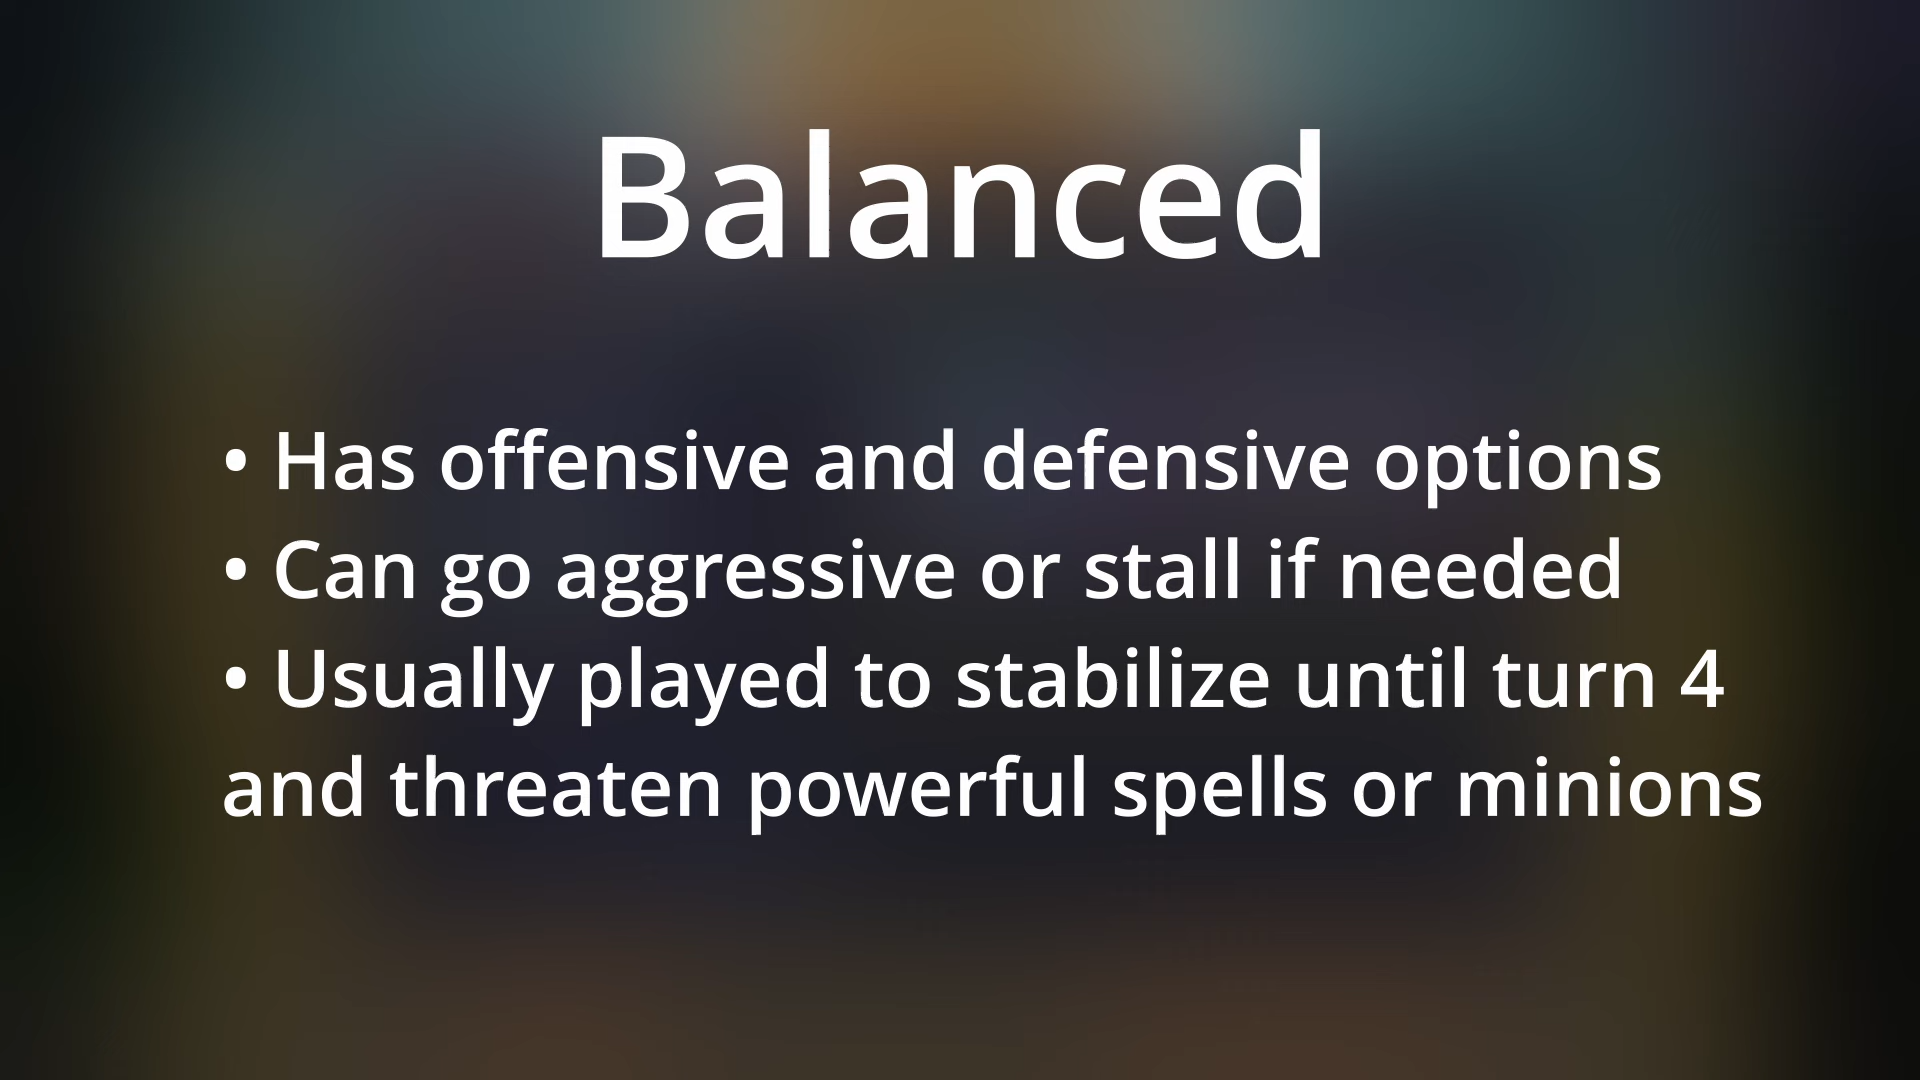 Balanced
• Has offensive and defensive options
• Can go aggressive or stall if needed
• Usually played to stabilize until turn 4
and threaten powerful spells or minions